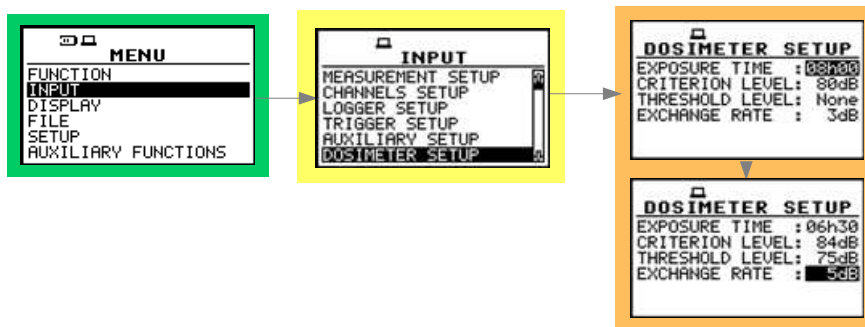 MENU
FUNCTION
INPUT
DISPLAY
FILE
SETUP
AUXILIARY FUNCTIONS
INPUT
MEASUREMENT SETUP
CHANNELS SETUP
LOGGER SETUP
TRIGGER SETUP
AUXILIARY SETUP
DOSIMETER SETUP
DOSIMETER SETUP
EXPOSURE TIME :08h00
CRITERION LEVEL: 80dB
THRESHOLD LEVEL: None
EXCHANGE RATE : 3dB
DOSIMETER SETUP
EXPOSURE TIME :06h30
CRITERION LEVEL: 84dB
THRESHOLD LEVEL: 75dB
EXCHANGE RATE : 5dB